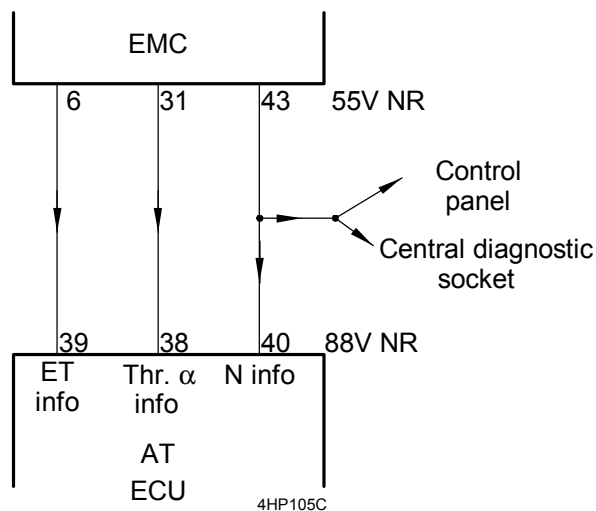 EMC
6 31 43 55V NR
Control
panel
Central diagnostic
socket
39 38 40 88V NR
ET
info
Thr. α
info
N info
AT
ECU
4HP105C